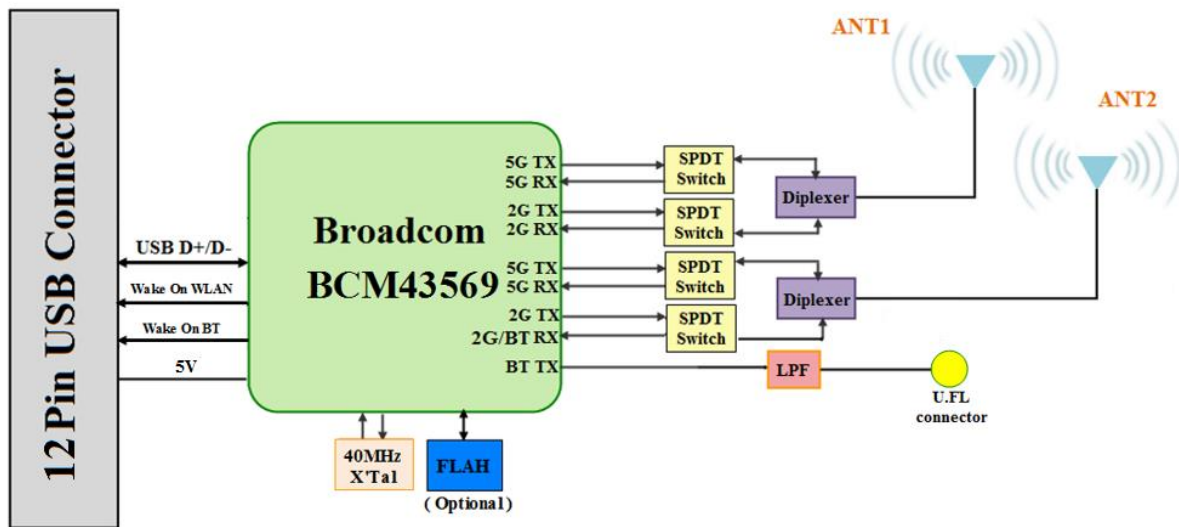 12 Pin USB Connector
USB D+/D-
Wake On WLAN
Wake On BT
5V
Broadcom
BCM43569
5G TX
5G RX
2G TX
2G RX
5G TX
5G RX
2G TX
2G/BT RX
BT TX
SPDT
Switch
SPDT
Switch
SPDT
Switch
SPDT
Switch
Diplexer
Diplexer
LPF
ANT1
ANT2
U.FL
connector
40MHz
X'Tal
FLAH
( Optional )